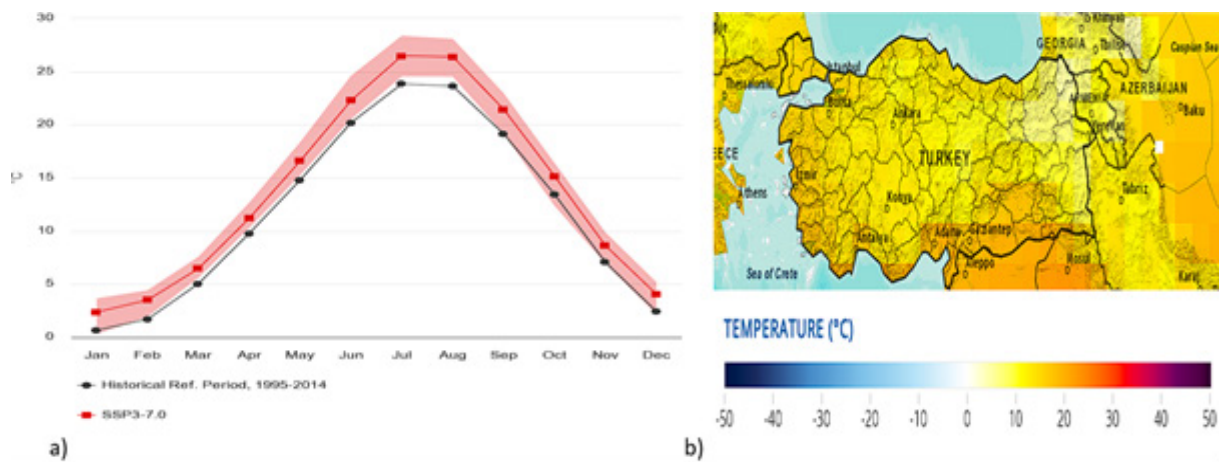 30
25
20
15
10
5
0
°C
Jan Feb Mar Apr May Jun Jul Aug Sep Oct Nov Dec
Historical Ref. Period, 1995-2014
SSP3-7.0
a)
GEORGIA
Tbilisi
Caspian Sea
Istanbul
AZERBAIJAN
Baku
Ankara
TURKEY
Izmir
Athens
Konya
Tabriz
Antalya
Gaziantep
Sea of Crete
Aleppo
Mosul
TEMPERATURE (°C)
-50 -40 -30 -20 -10 0 10 20 30 40 50
b)